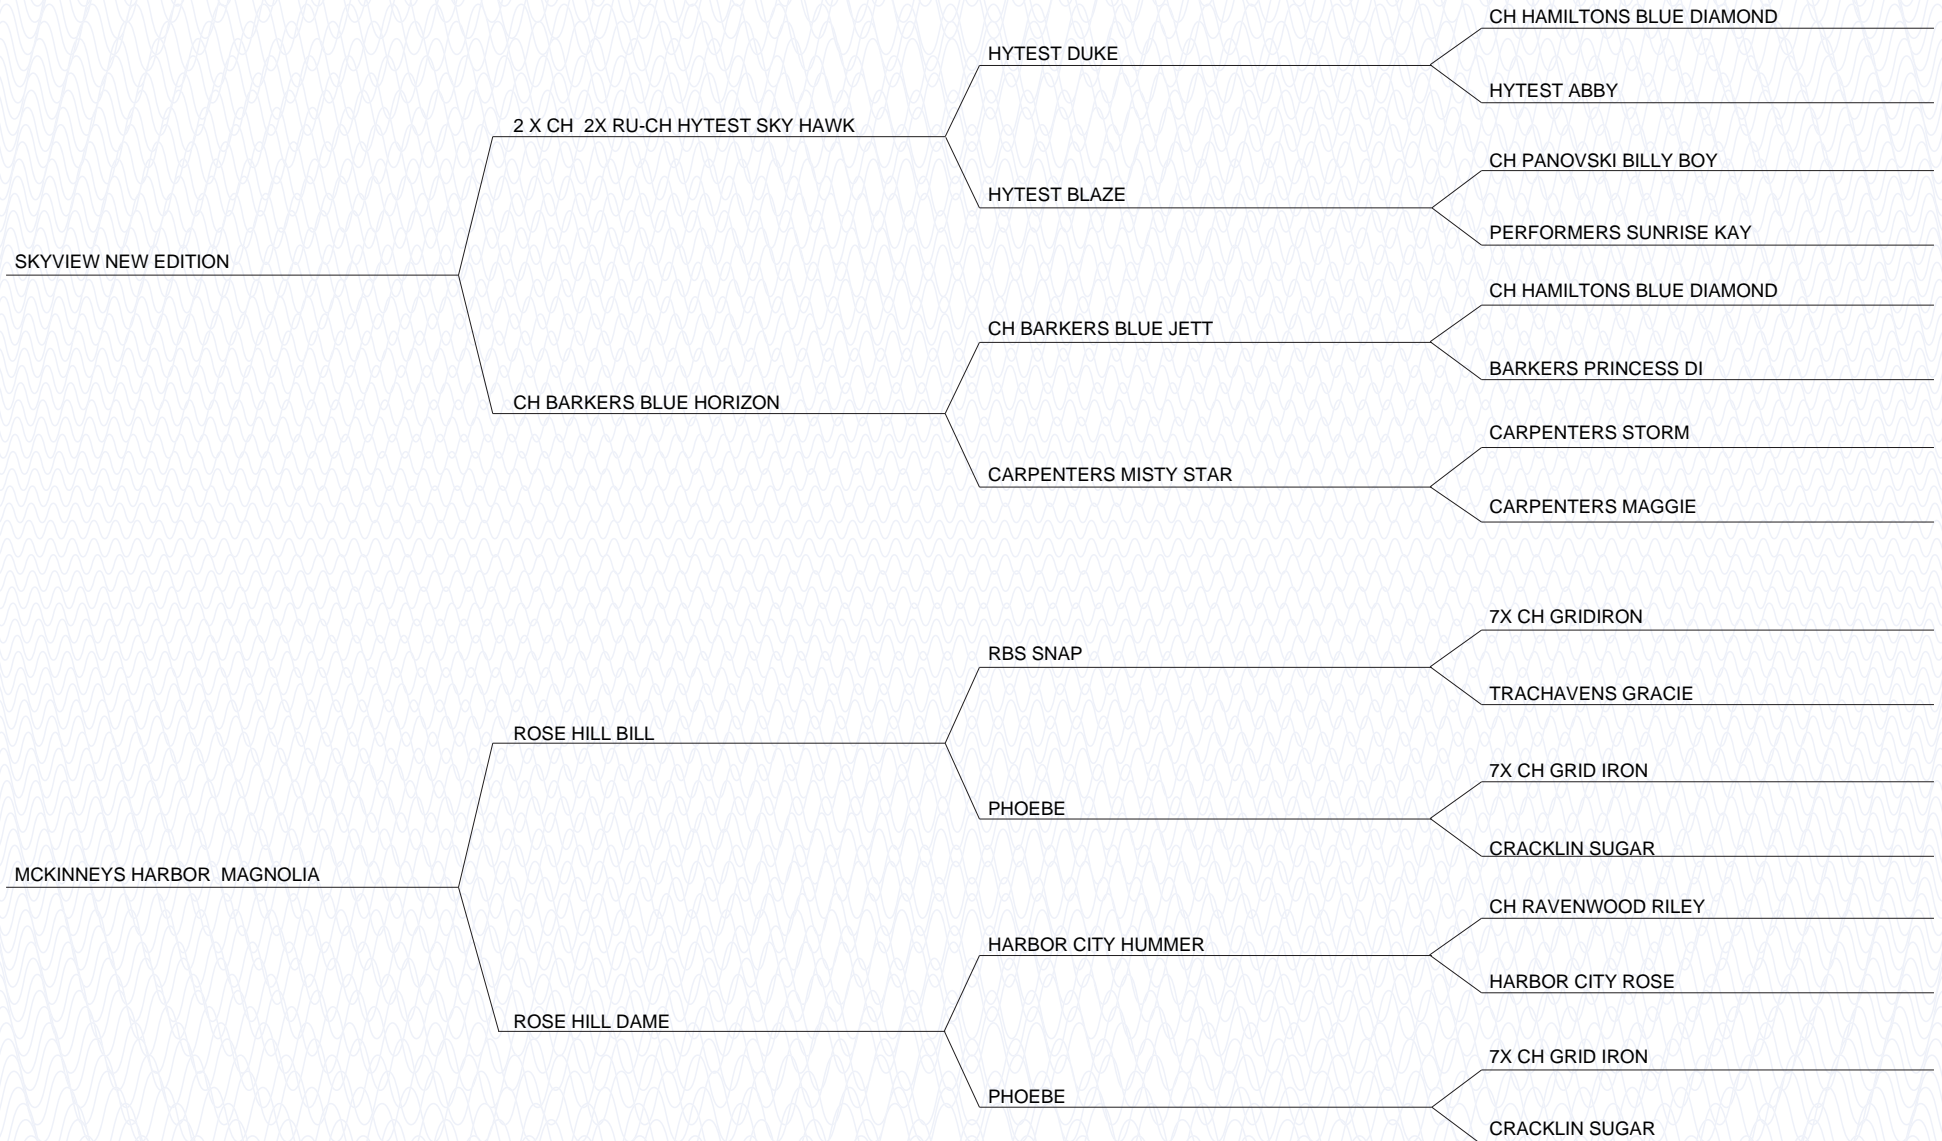 CH HAMILTONS BLUE DIAMOND
HYTEST DUKE
HYTEST ABBY
2 X CH  2X RU-CH HYTEST SKY HAWK
CH PANOVSKI BILLY BOY
HYTEST BLAZE
PERFORMERS SUNRISE KAY
SKYVIEW NEW EDITION
CH HAMILTONS BLUE DIAMOND
CH BARKERS BLUE JETT
BARKERS PRINCESS DI
CH BARKERS BLUE HORIZON
CARPENTERS STORM
CARPENTERS MISTY STAR
CARPENTERS MAGGIE
7X CH GRIDIRON
RBS SNAP
TRACHAVENS GRACIE
ROSE HILL BILL
7X CH GRID IRON
PHOEBE
CRACKLIN SUGAR
MCKINNEYS HARBOR  MAGNOLIA
CH RAVENWOOD RILEY
HARBOR CITY HUMMER
HARBOR CITY ROSE
ROSE HILL DAME
7X CH GRID IRON
PHOEBE
CRACKLIN SUGAR